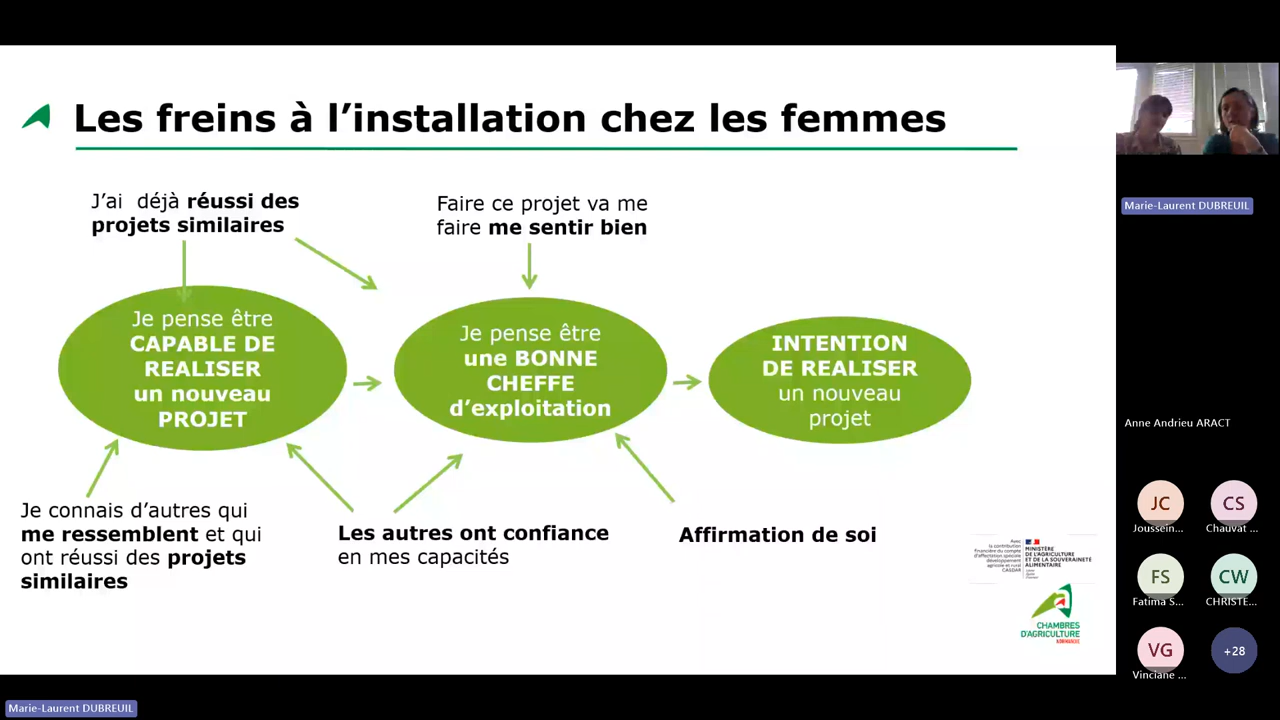 Les freins à l’installation chez les femmes
J’ai déjà réussi des
projets similaires
Faire ce projet va me
faire me sentir bien
Je pense être
CAPABLE DE
REALISER
un nouveau
PROJET
Je pense être
une BONNE
CHEFFE
d’exploitation
INTENTION
DE REALISER
un nouveau
projet
Je connais d’autres qui
me ressemblent et qui
ont réussi des projets
similaires
Les autres ont confiance
en mes capacités
Affirmation de soi
Avec
la contribution
financière du compte
d’affectation spéciale
développement
agricole et rural
CASDAR
MINISTÈRE
DE L’AGRICULTURE
ET DE LA SOUVERAINETÉ
ALIMENTAIRE
CHAMBRES
D’AGRICULTURE
NORMANDIE
Marie-Laurent DUBREUIL
Anne Andrieu ARACT
JC
Joussein...
CS
Chauvat ...
FS
Fatima S...
CW
CHRISTE...
VG
Vinciane ...
+28
Marie-Laurent DUBREUIL